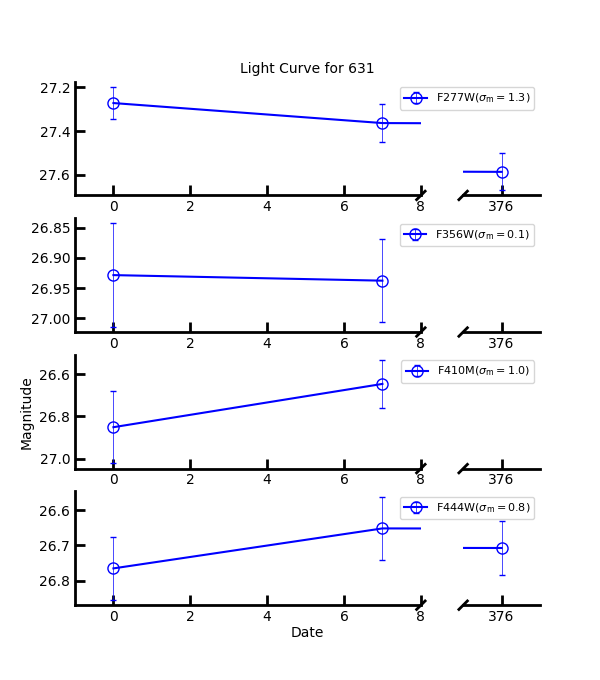 Light Curve for 631
27.2
27.4
27.6
F277W(σm = 1.3)
0 2 4 6 8 376
26.85
26.90
26.95
27.00
F356W(σm = 0.1)
0 2 4 6 8 376
26.6
26.8
27.0
F410M(σm = 1.0)
0 2 4 6 8 376
Magnitude
26.6
26.7
26.8
F444W(σm = 0.8)
0 2 4 6 8 376
Date